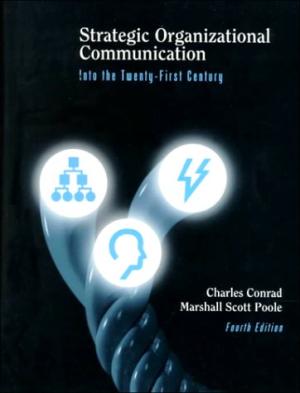 Strategic Organizational
Communication
Into the Twenty-First Century
Charles Conrad
Marshall Scott Poole
Fourth Edition